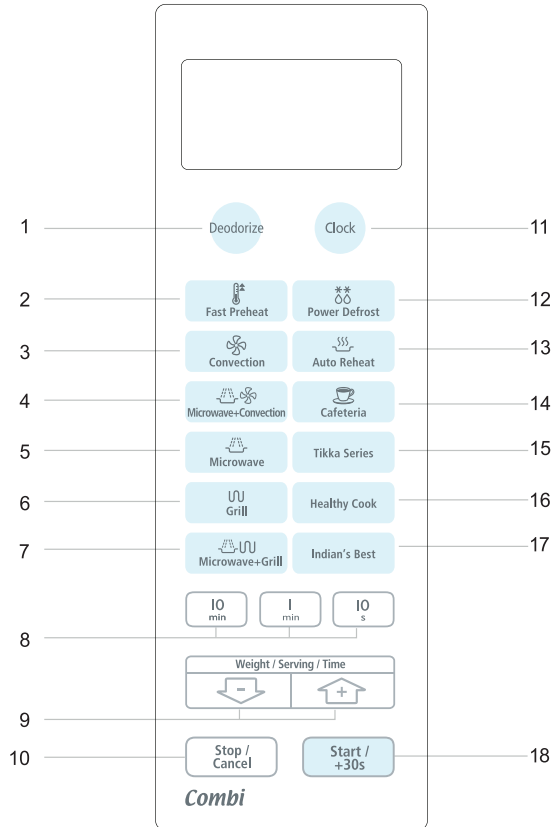 1 Deodorize Clock 11
2 Fast Preheat Power Defrost 12
3 Convection Auto Reheat 13
4 Microwave+Convection Cafeteria 14
5 Microwave Tikka Series 15
6 Grill Healthy Cook 16
7 Microwave+Grill Indian's Best 17
10 1 10
min min s
8
Weight / Serving / Time
- +
9
10 Stop / Start / 18
Cancel +30s
Combi